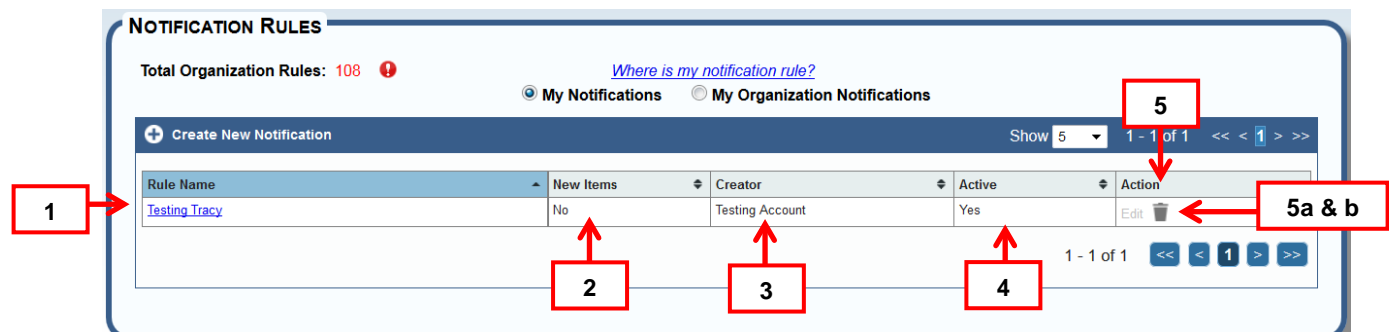 NOTIFICATION RULES
Total Organization Rules: 108 Where is my notification rule?
My Notifications My Organization Notifications
5
Create New Notification Show 5 1 - 1 of 1 << < 1 > >>
Rule Name New Items Creator Active Action
1 Testing Tracy No Testing Account Yes Edit 5a & b
1 - 1 of 1 << < 1 > >>
2 3 4